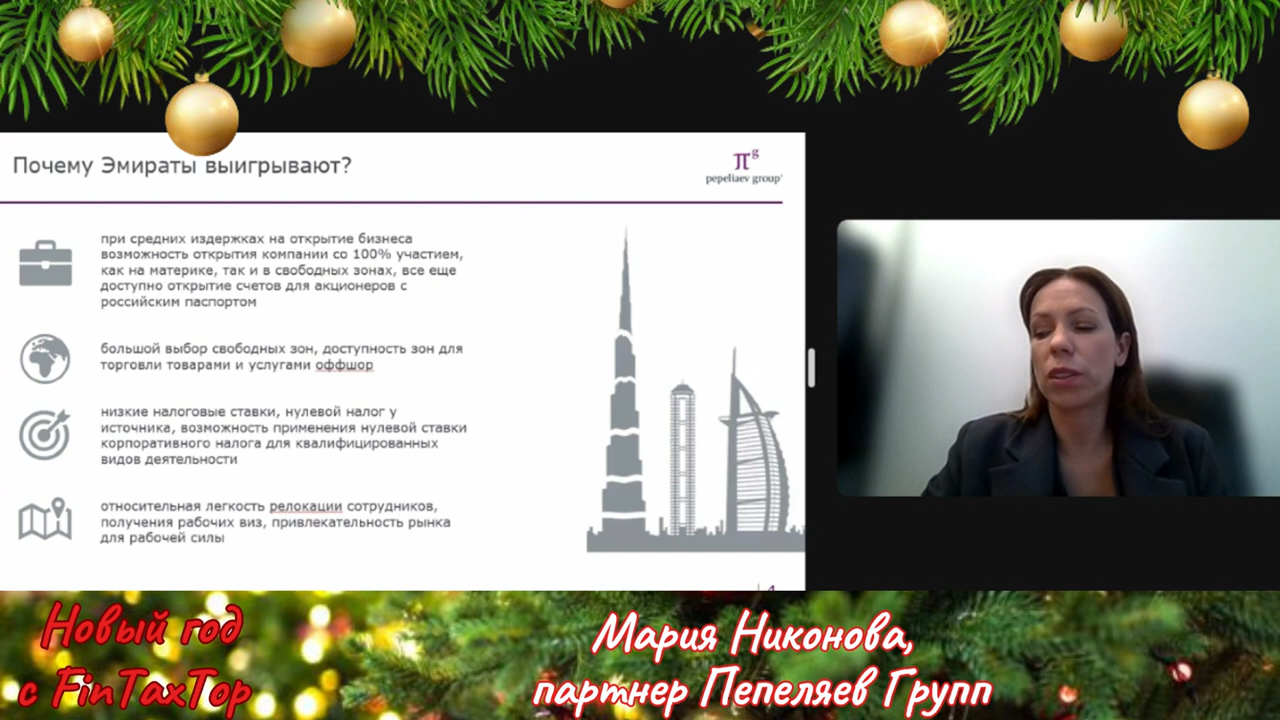 Почему Эмираты выигрывают?
πg
pepeliaev group
при средних издержках на открытие бизнеса
возможность открытия компании со 100% участием,
как на материке, так и в свободных зонах, все еще
доступно открытие счетов для акционеров с
российским паспортом
большой выбор свободных зон, доступность зон для
торговли товарами и услугами оффшор
низкие налоговые ставки, нулевой налог у
источника, возможность применения нулевой ставки
корпоративного налога для квалифицированных
видов деятельности
относительная легкость релокации сотрудников,
получения рабочих виз, привлекательность рынка
для рабочей силы
Новый год
с FinTaxTop
Мария Никонова,
партнер Пепеляев Групп